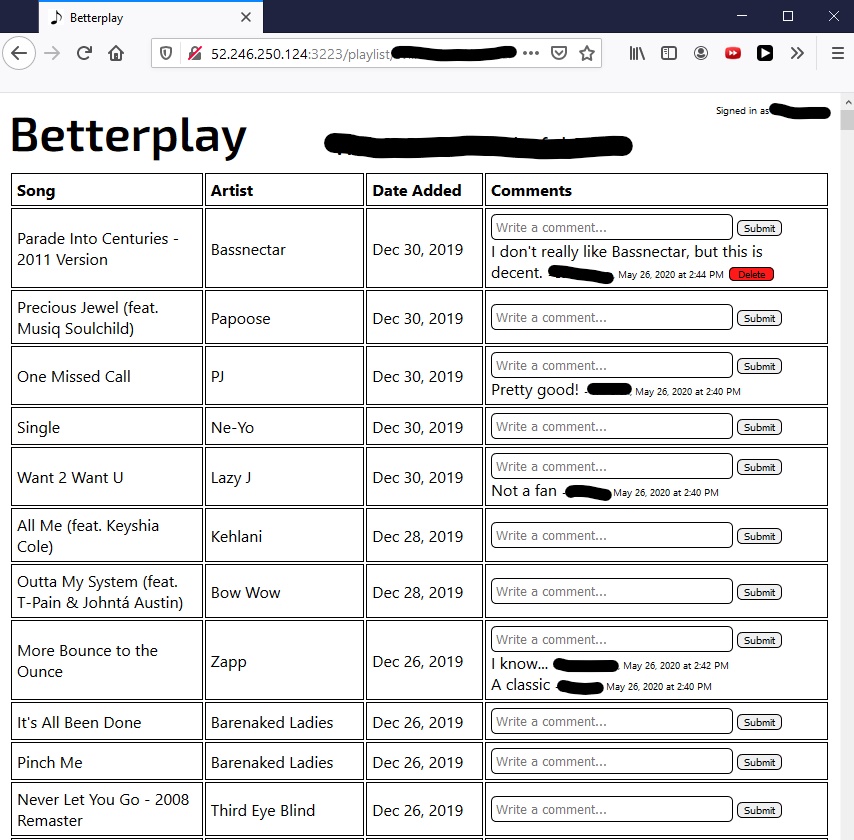 Betterplay
52.246.250.124:3223/playlist/
Signed in as
Betterplay
Song Artist Date Added Comments
Parade Into Centuries -
2011 Version
Bassnectar
Dec 30, 2019
Write a comment... Submit
I don't really like Bassnectar, but this is
decent. - May 26, 2020 at 2:44 PM Delete
Precious Jewel (feat.
Musiq Soulchild)
Papoose
Dec 30, 2019
Write a comment... Submit
One Missed Call
PJ
Dec 30, 2019
Write a comment... Submit
Pretty good! - May 26, 2020 at 2:40 PM
Single
Ne-Yo
Dec 30, 2019
Write a comment... Submit
Want 2 Want U
Lazy J
Dec 30, 2019
Write a comment... Submit
Not a fan - May 26, 2020 at 2:40 PM
All Me (feat. Keyshia
Cole)
Kehlani
Dec 28, 2019
Write a comment... Submit
Outta My System (feat.
T-Pain & Johntá Austin)
Bow Wow
Dec 28, 2019
Write a comment... Submit
More Bounce to the
Ounce
Zapp
Dec 26, 2019
Write a comment... Submit
I know... May 26, 2020 at 2:42 PM
A classic - May 26, 2020 at 2:40 PM
It's All Been Done
Barenaked Ladies
Dec 26, 2019
Write a comment... Submit
Pinch Me
Barenaked Ladies
Dec 26, 2019
Write a comment... Submit
Never Let You Go - 2008
Remaster
Third Eye Blind
Dec 26, 2019
Write a comment... Submit